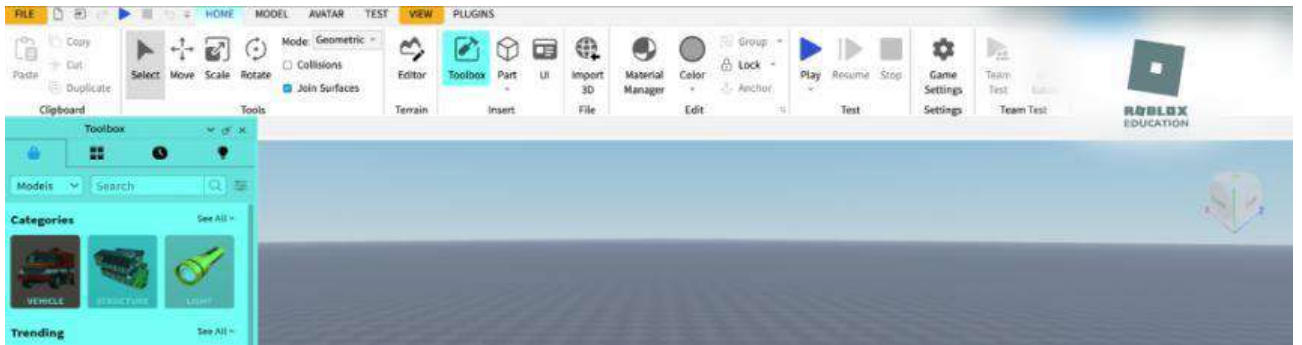 FILE HOME MODEL AVATAR TEST VIEW PLUGINS
Copy Mode: Geometric Group
Cut Collisions Lock
Paste Select Move Scale Rotate Editor Toolbox Part UI Import 3D Material Manager Color Play Resume Stop Game Settings Team Test
Duplicate Join Surfaces Anchor
Clipboard Tools Terrain Insert File Edit Test Settings Team Test
ROBLOX
EDUCATION
Toolbox
Models Search
Categories See All
VEHICLE STRUCTURE LIGHT
Trending See All